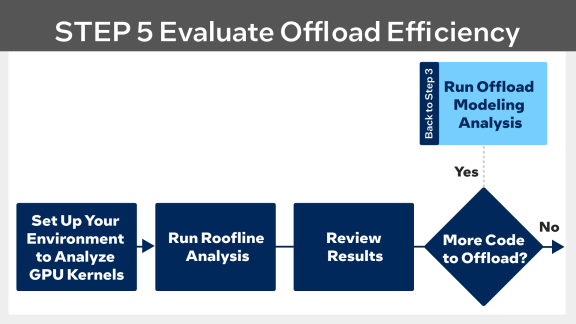 STEP 5 Evaluate Offload Efficiency
Back to Step 3
Run Offload
Modeling
Analysis
Yes
Set Up Your
Environment
to Analyze
GPU Kernels
Run Roofline
Analysis
Review
Results
More Code
to Offload?
No